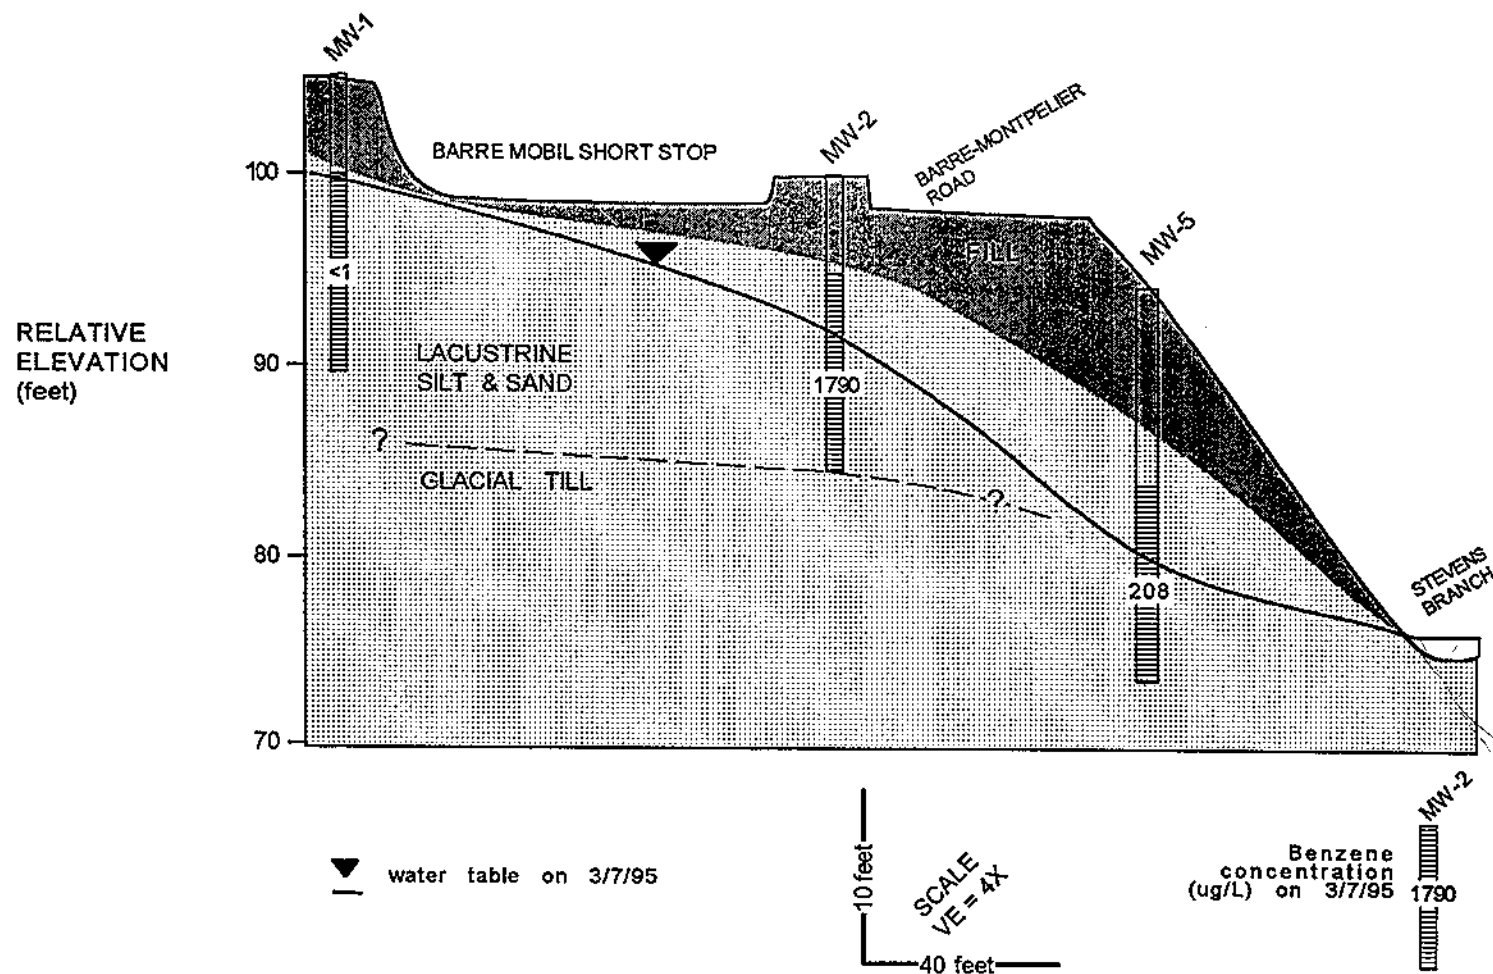 MW-1
BARRE MOBIL SHORT STOP
MW-2
BARRE-MONTPELIER
ROAD
MW-5
FILL
100
<1
RELATIVE
ELEVATION
(feet)
90
LACUSTRINE
SILT & SAND
1790
?
GLACIAL TILL
?
80
208
STEVENS
BRANCH
70
water table on 3/7/95
10 feet
40 feet
SCALE
VE = 4X
MW-2
Benzene
concentration
(ug/L) on 3/7/95
1790